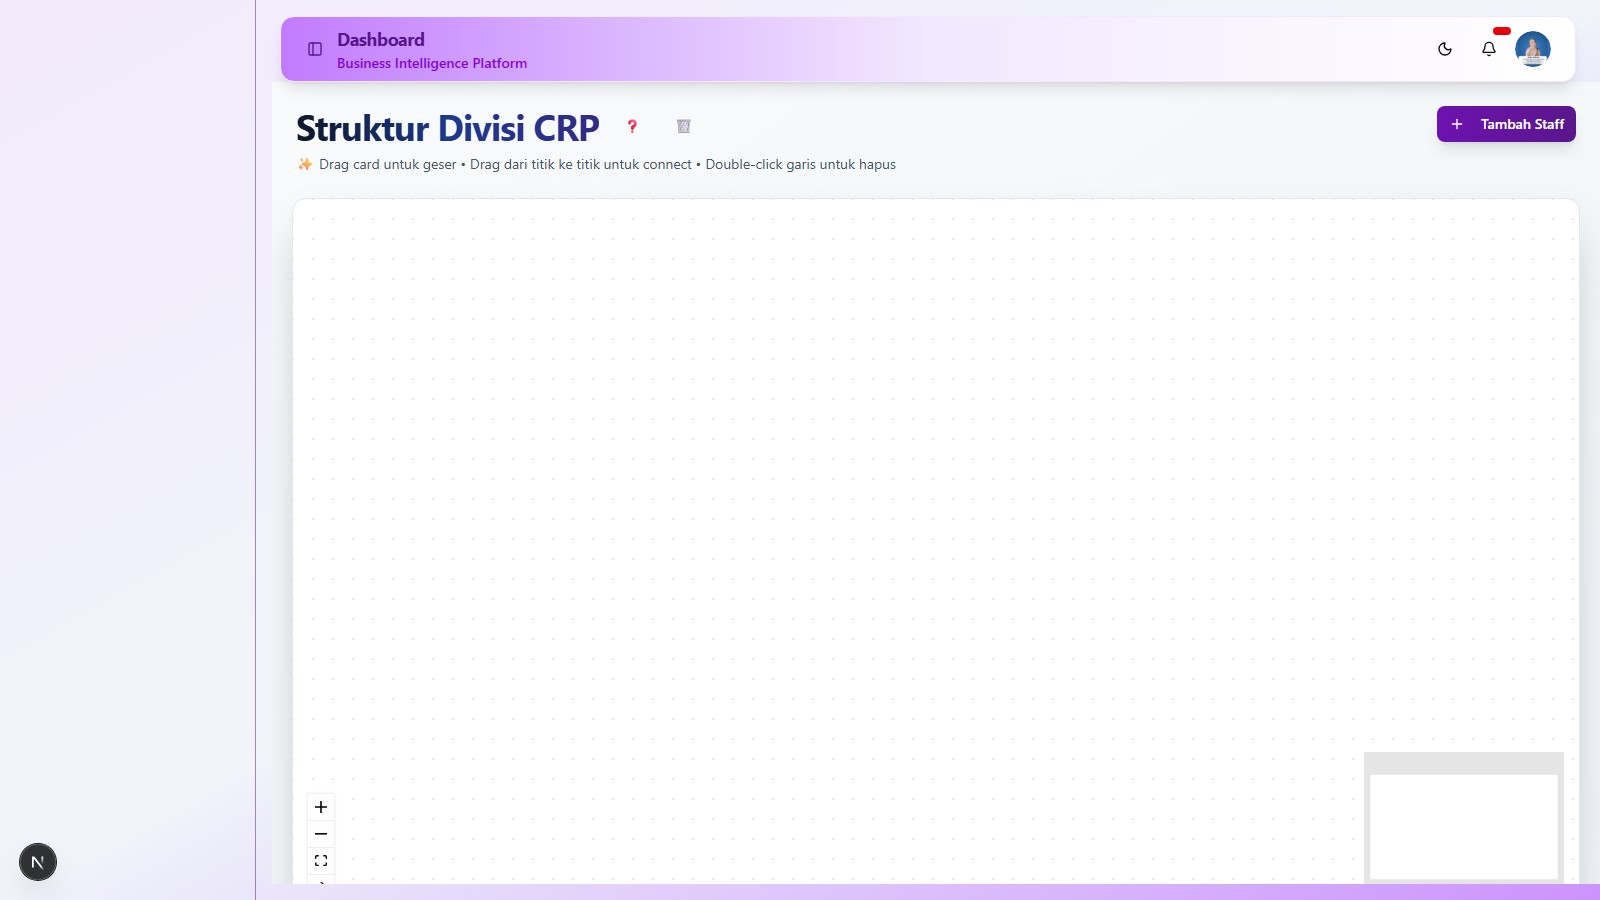 Dashboard
Business Intelligence Platform
Struktur Divisi CRP ❓ 🗑️
+ Tambah Staff
✨ Drag card untuk geser • Drag dari titik ke titik untuk connect • Double-click garis untuk hapus
N